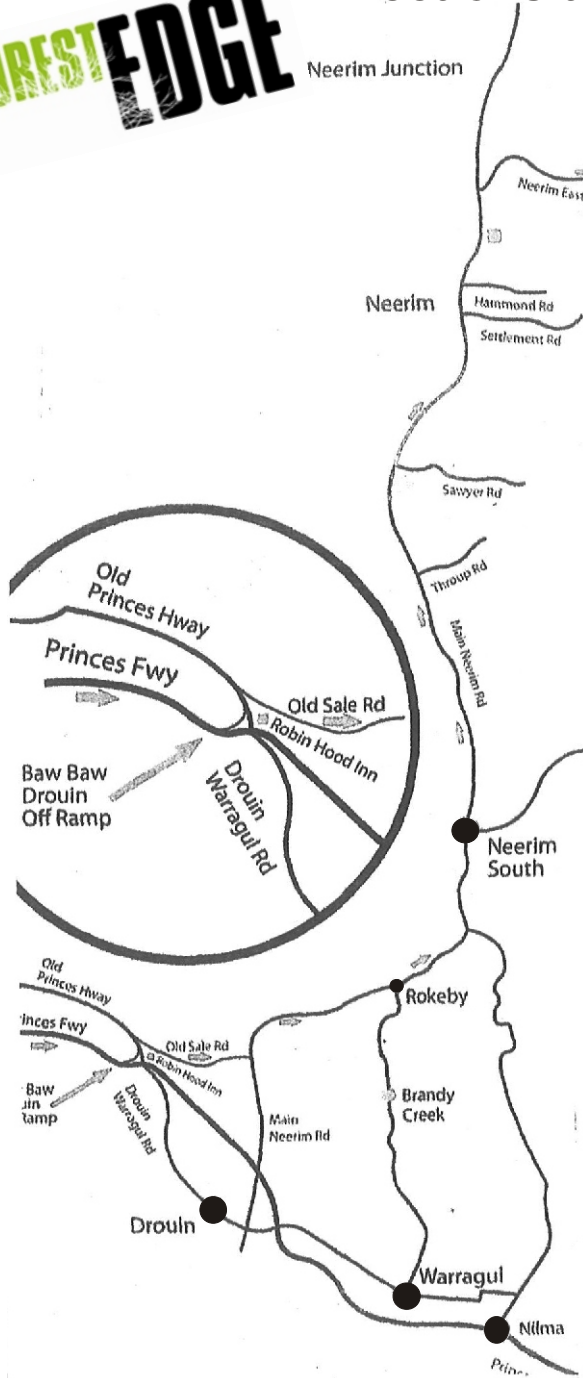 EDGE
Neerim Junction
Neerim East
Neerim
Hammond Rd
Settlement Rd
Sawyer Rd
Throup Rd
Main Neerim Rd
Old
Princes Hway
Princes Fwy
Old Sale Rd
Robin Hood Inn
Baw Baw
Drouin
Off Ramp
Drouin
Warragul Rd
Neerim
South
Rokeby
Old
Princes Hway
inces Fwy
Old Sale Rd
Robin Hood Inn
Baw
uin
Ramp
Drouin
Warragul Rd
Main
Neerim Rd
Brandy
Creek
Drouin
Warragul
Nilma